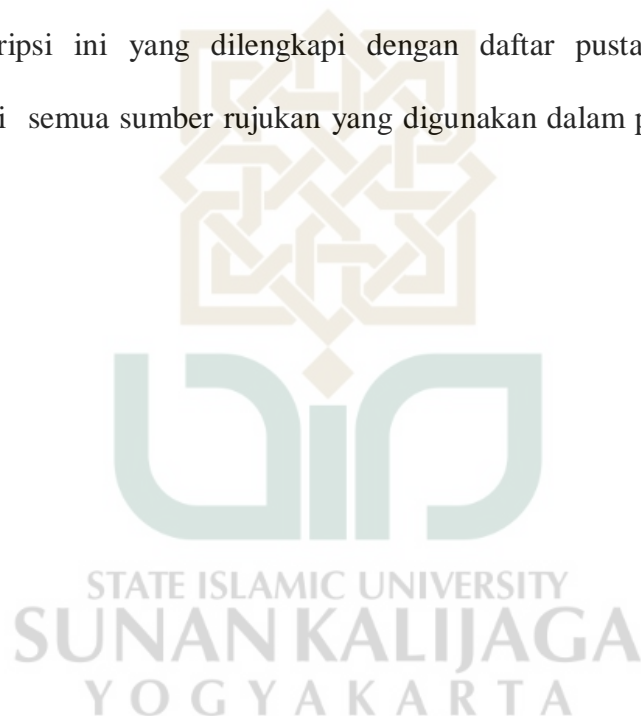 ripsi ini yang dilengkapi dengan daftar pusta
i semua sumber rujukan yang digunakan dalam p
STATE ISLAMIC UNIVERSITY
SUNAN KALIJAGA
YOGYAKARTA